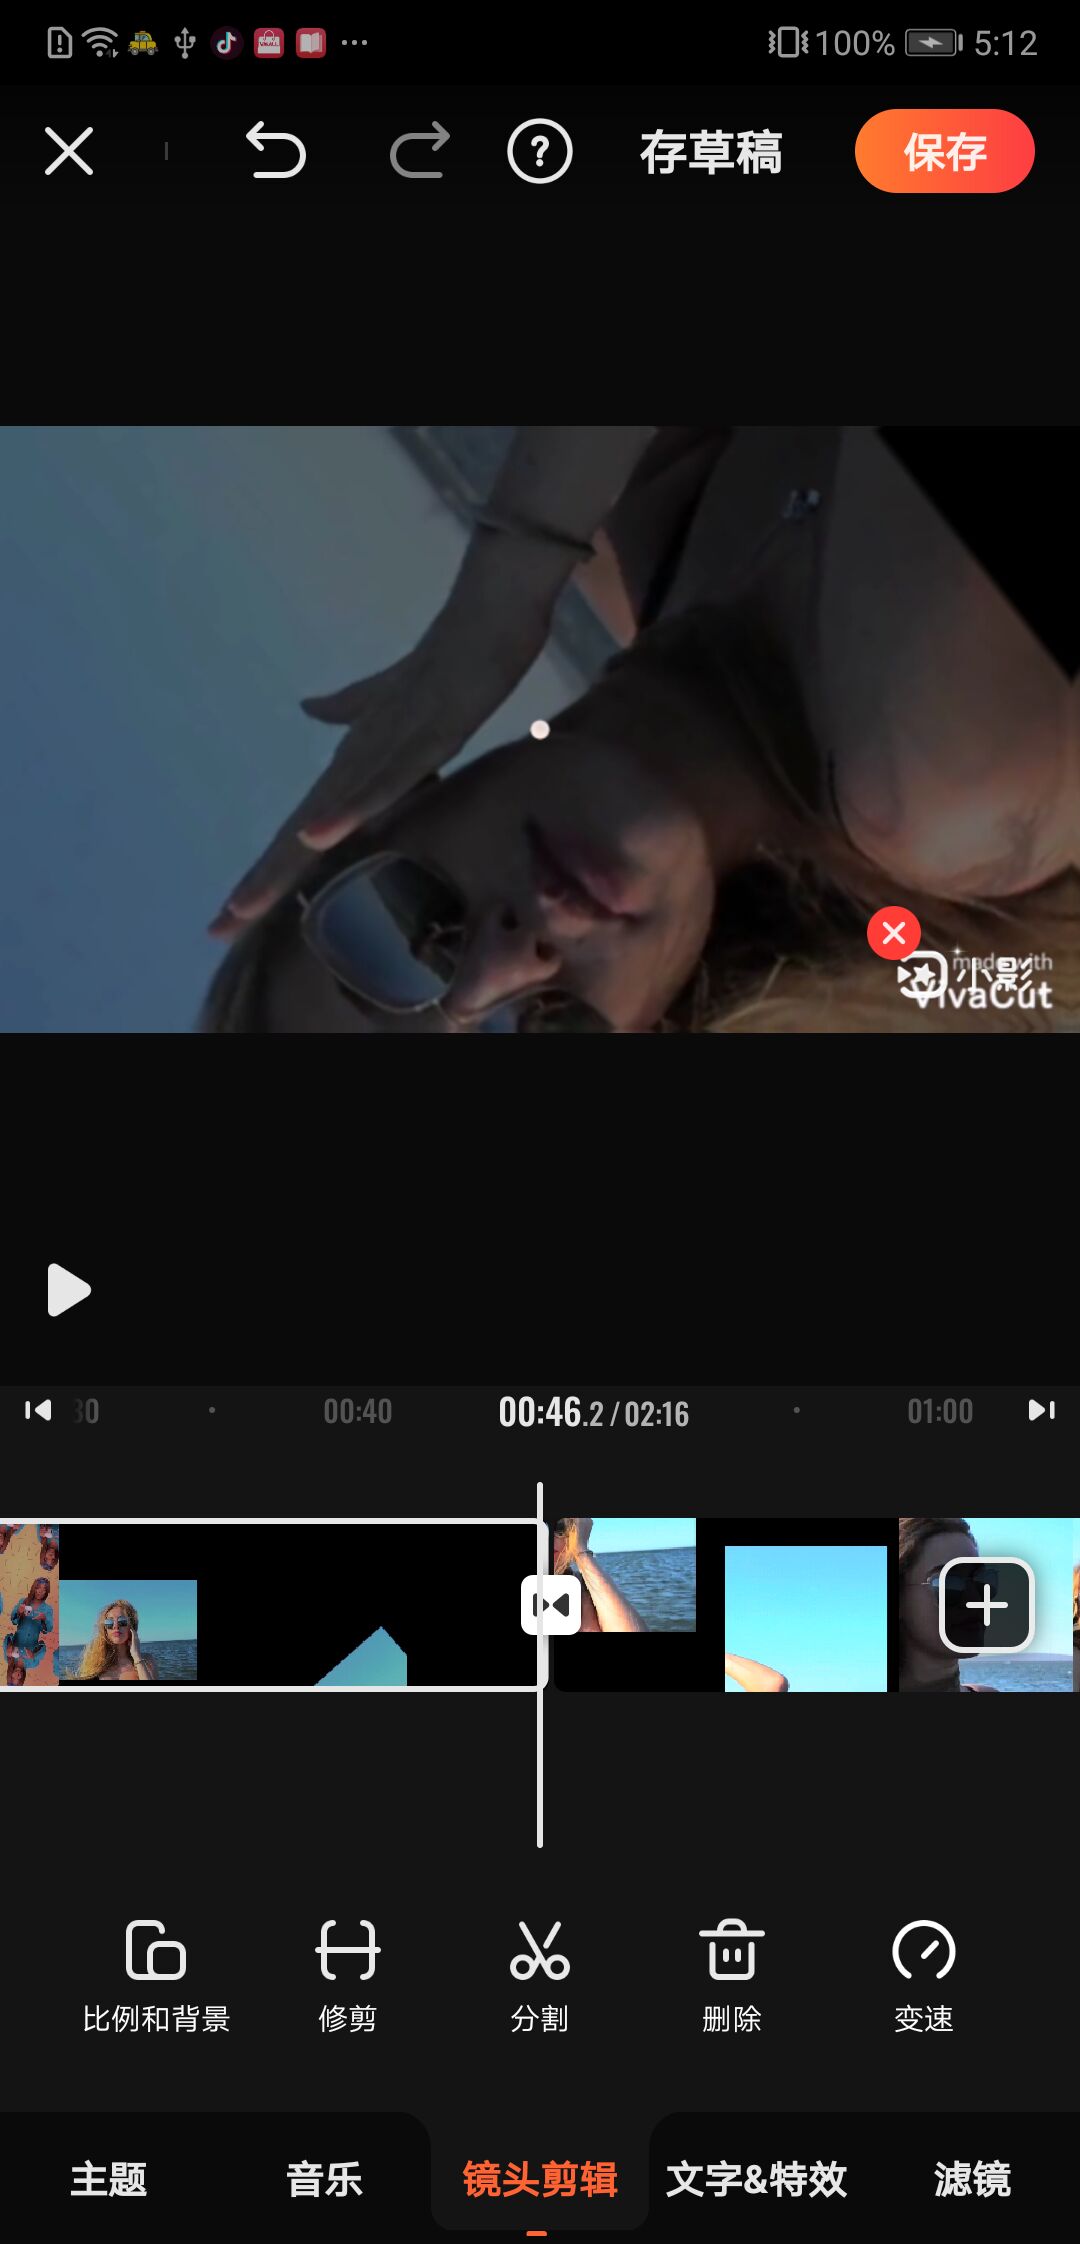 100% 5:12
存草稿 保存
made with
小影
VivaCut
30 00:40 00:46.2 / 02:16 01:00
比例和背景 修剪 分割 删除 变速
主题 音乐 镜头剪辑 文字&特效 滤镜